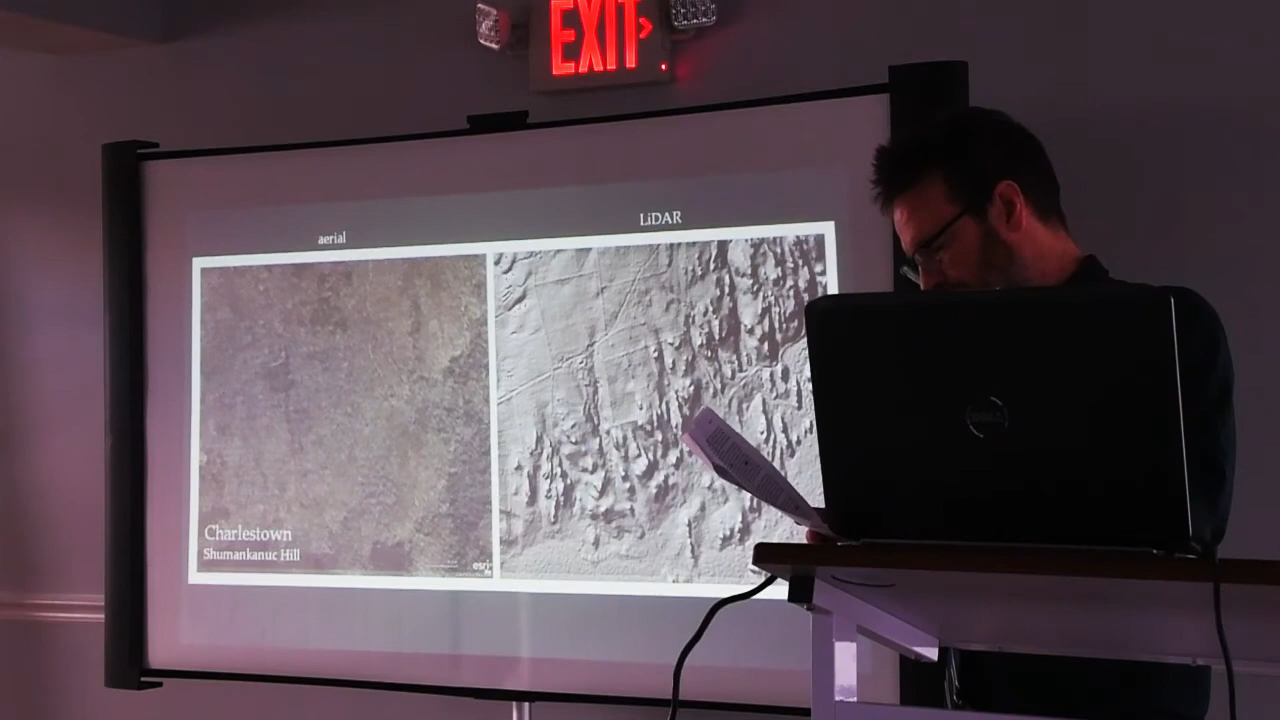 EXIT
LiDAR
aerial
Charlestown
Shumankanuc Hill
esri
DELL